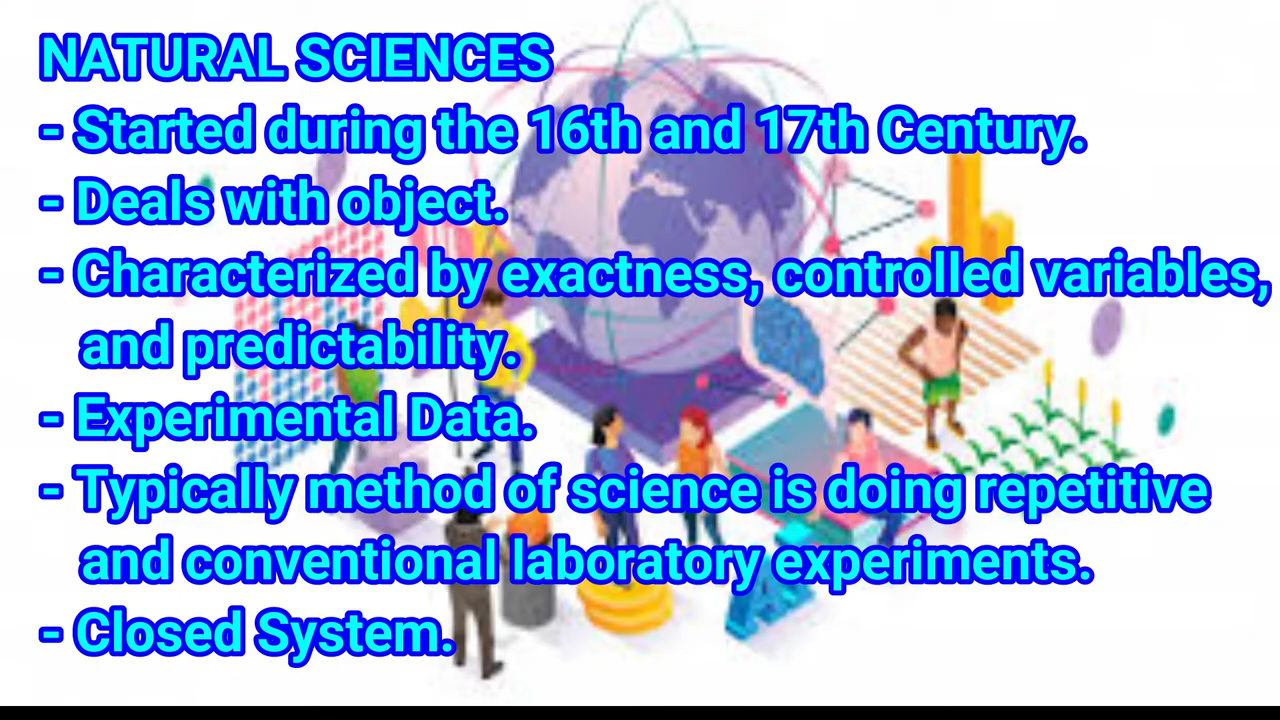 NATURAL SCIENCES
- Started during the 16th and 17th Century.
- Deals with object.
- Characterized by exactness, controlled variables,
and predictability.
- Experimental Data.
- Typically method of science is doing repetitive
and conventional laboratory experiments.
- Closed System.